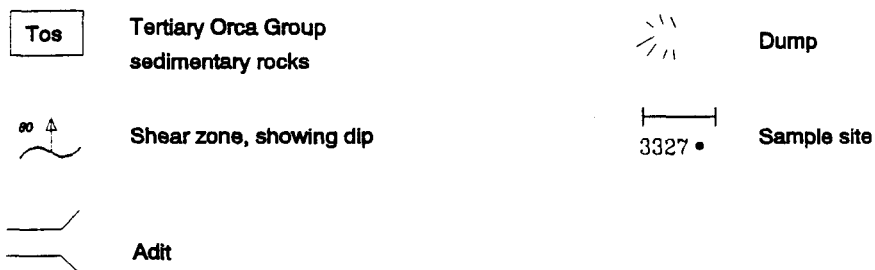 Tos
Tertiary Orca Group
sedimentary rocks
Dump
80
Shear zone, showing dip
3327
Sample site
Adit